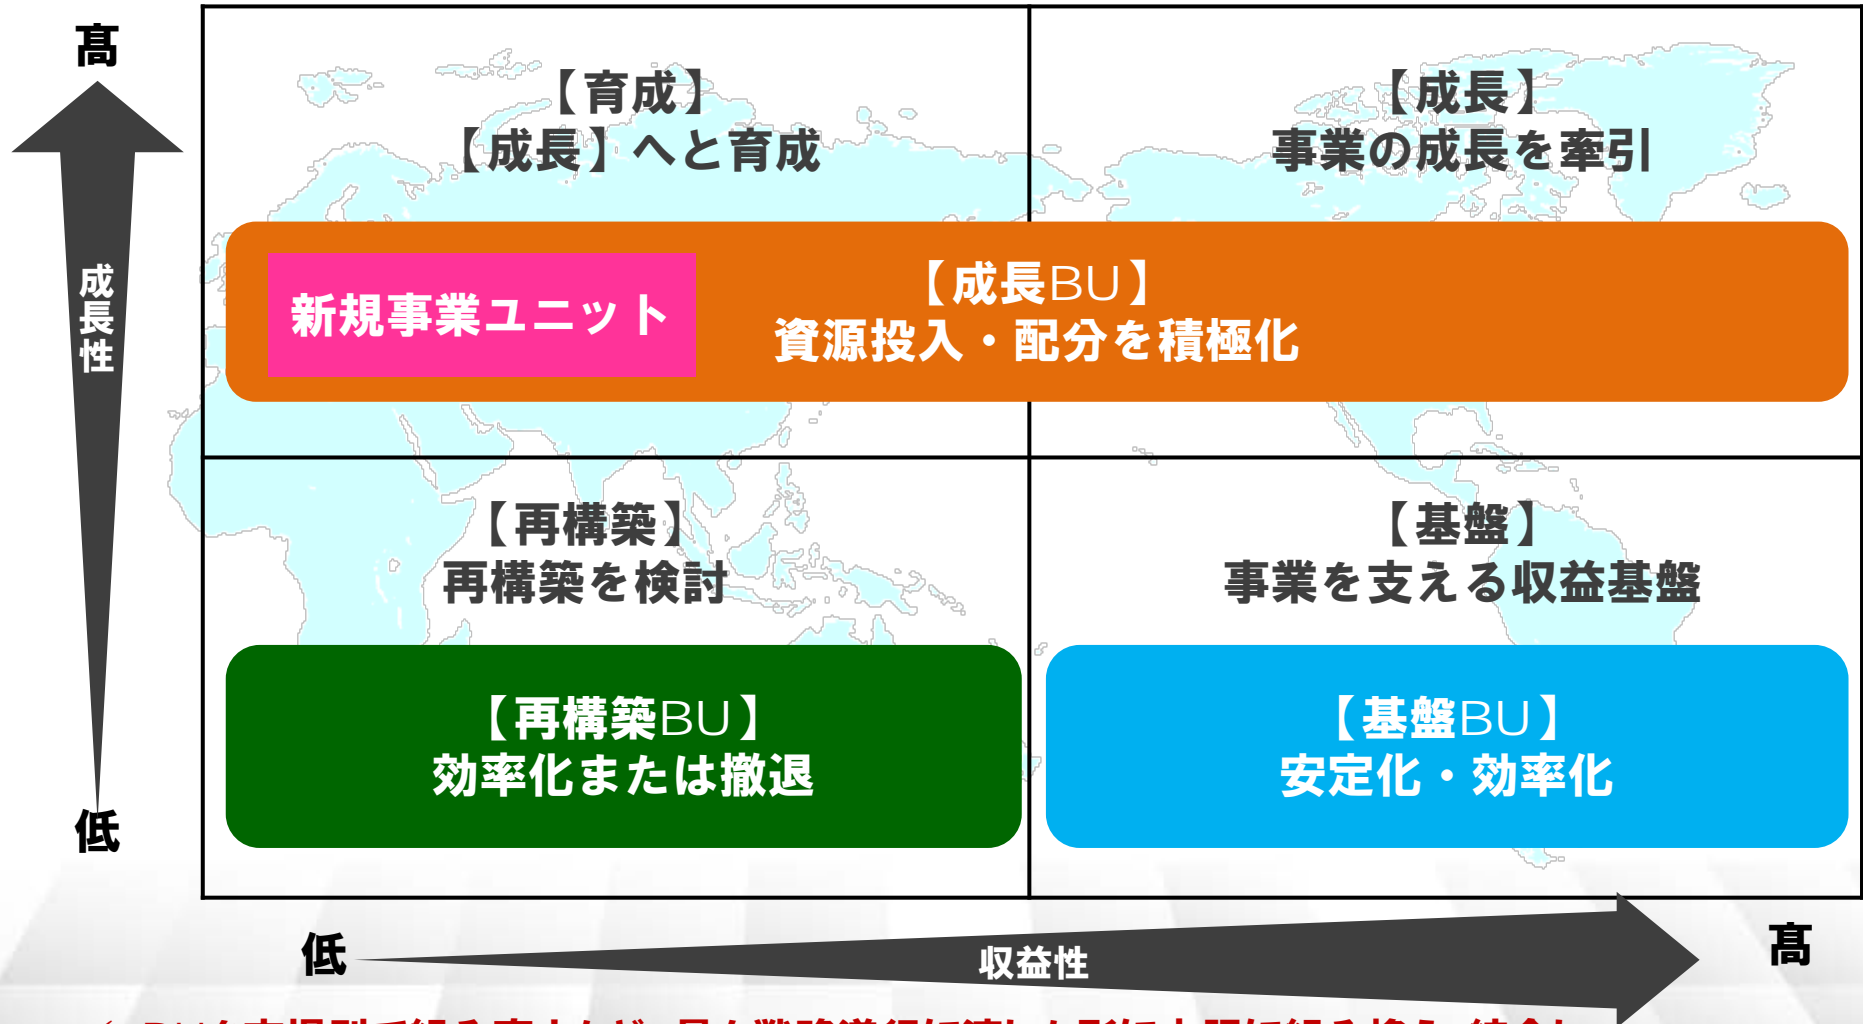 髙
【育成】
【成長】へと育成
【成長】
事業の成長を牽引
成長性
新規事業ユニット
【成長BU】
資源投入・配分を積極化
【再構築】
再構築を検討
【基盤】
事業を支える収益基盤
【再構築BU】
効率化または撤退
【基盤BU】
安定化・効率化
低
低
収益性
髙